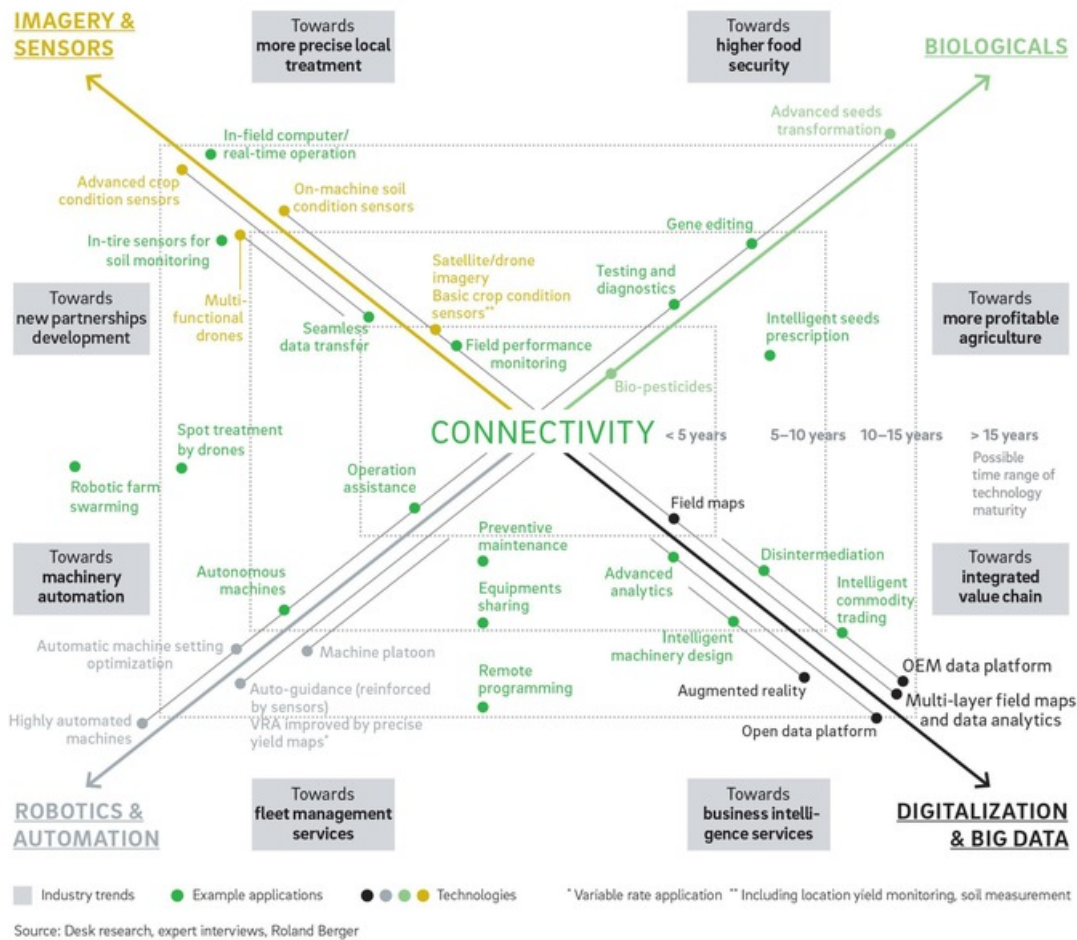 IMAGERY &
SENSORS
Towards
more precise local
treatment
Towards
higher food
security
BIOLOGICALS
Advanced seeds
transformation
In-field computer/
real-time operation
Advanced crop
condition sensors
On-machine soil
condition sensors
Gene editing
In-tire sensors for
soil monitoring
Satellite/drone
imagery
Basic crop condition
sensors**
Testing and
diagnostics
Towards
new partnerships
development
Multi-
functional
drones
Seamless
data transfer
Field performance
monitoring
Intelligent seeds
prescription
Towards
more profitable
agriculture
Bio-pesticides
CONNECTIVITY
< 5 years
5–10 years
10–15 years
> 15 years
Possible
time range of
technology
maturity
Spot treatment
by drones
Robotic farm
swarming
Operation
assistance
Field maps
Preventive
maintenance
Disintermediation
Towards
machinery
automation
Autonomous
machines
Equipments
sharing
Advanced
analytics
Intelligent
commodity
trading
Towards
integrated
value chain
Automatic machine setting
optimization
Machine platoon
Intelligent
machinery design
Remote
programming
OEM data platform
Auto-guidance (reinforced
by sensors)
VRA improved by precise
yield maps*
Augmented reality
Multi-layer field maps
and data analytics
Highly automated
machines
Open data platform
ROBOTICS &
AUTOMATION
Towards
fleet management
services
Towards
business intelli-
gence services
DIGITALIZATION
& BIG DATA
Industry trends
Example applications
Technologies
* Variable rate application
** Including location yield monitoring, soil measurement
Source: Desk research, expert interviews, Roland Berger